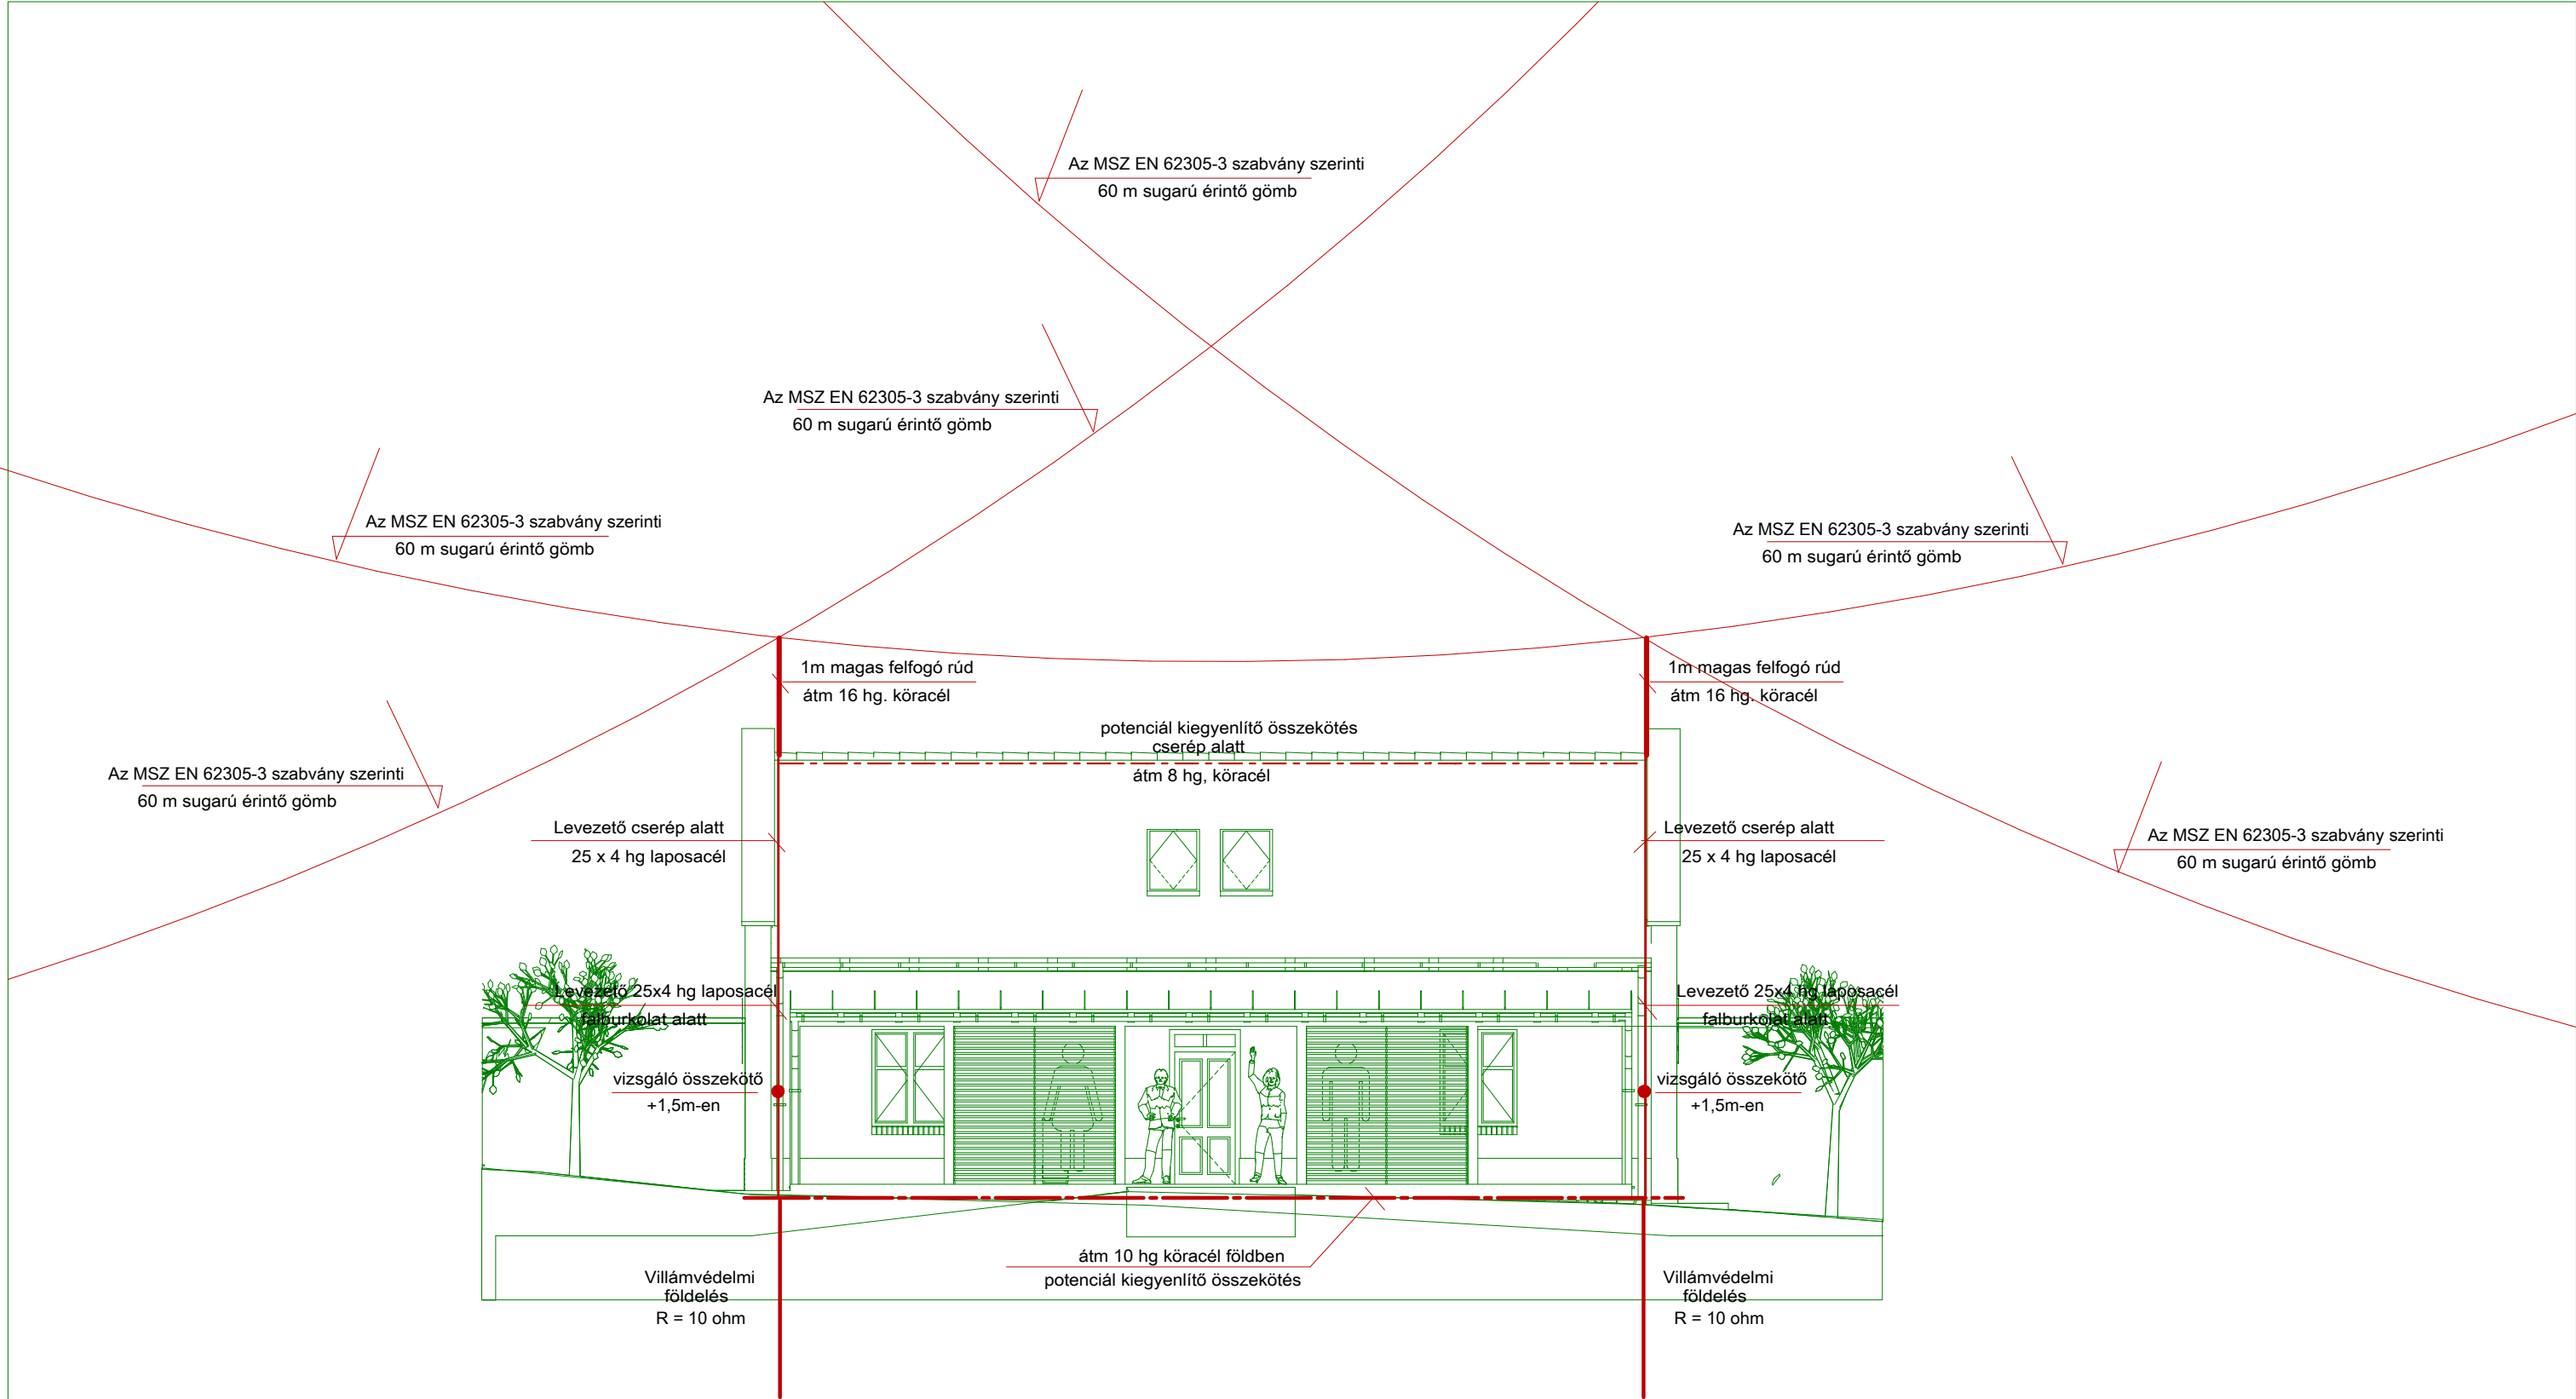 Az MSZ EN 62305-3 szabvány szerinti
60 m sugarú érintő gömb
Az MSZ EN 62305-3 szabvány szerinti
60 m sugarú érintő gömb
Az MSZ EN 62305-3 szabvány szerinti
60 m sugarú érintő gömb
Az MSZ EN 62305-3 szabvány szerinti
60 m sugarú érintő gömb
1m magas felfogó rúd
átm 16 hg. köracél
1m magas felfogó rúd
átm 16 hg. köracél
potenciál kiegyenlítő összekötés
cserép alatt
átm 8 hg, köracél
Az MSZ EN 62305-3 szabvány szerinti
60 m sugarú érintő gömb
Levezető cserép alatt
25 x 4 hg laposacél
Levezető cserép alatt
25 x 4 hg laposacél
Az MSZ EN 62305-3 szabvány szerinti
60 m sugarú érintő gömb
Levezető 25x4 hg laposacél
falburkolat alatt
Levezető 25x4 hg laposacél
falburkolat alatt
vizsgáló összekötő
+1,5m-en
vizsgáló összekötő
+1,5m-en
átm 10 hg köracél földben
potenciál kiegyenlítő összekötés
Villámvédelmi
földelés
R = 10 ohm
Villámvédelmi
földelés
R = 10 ohm